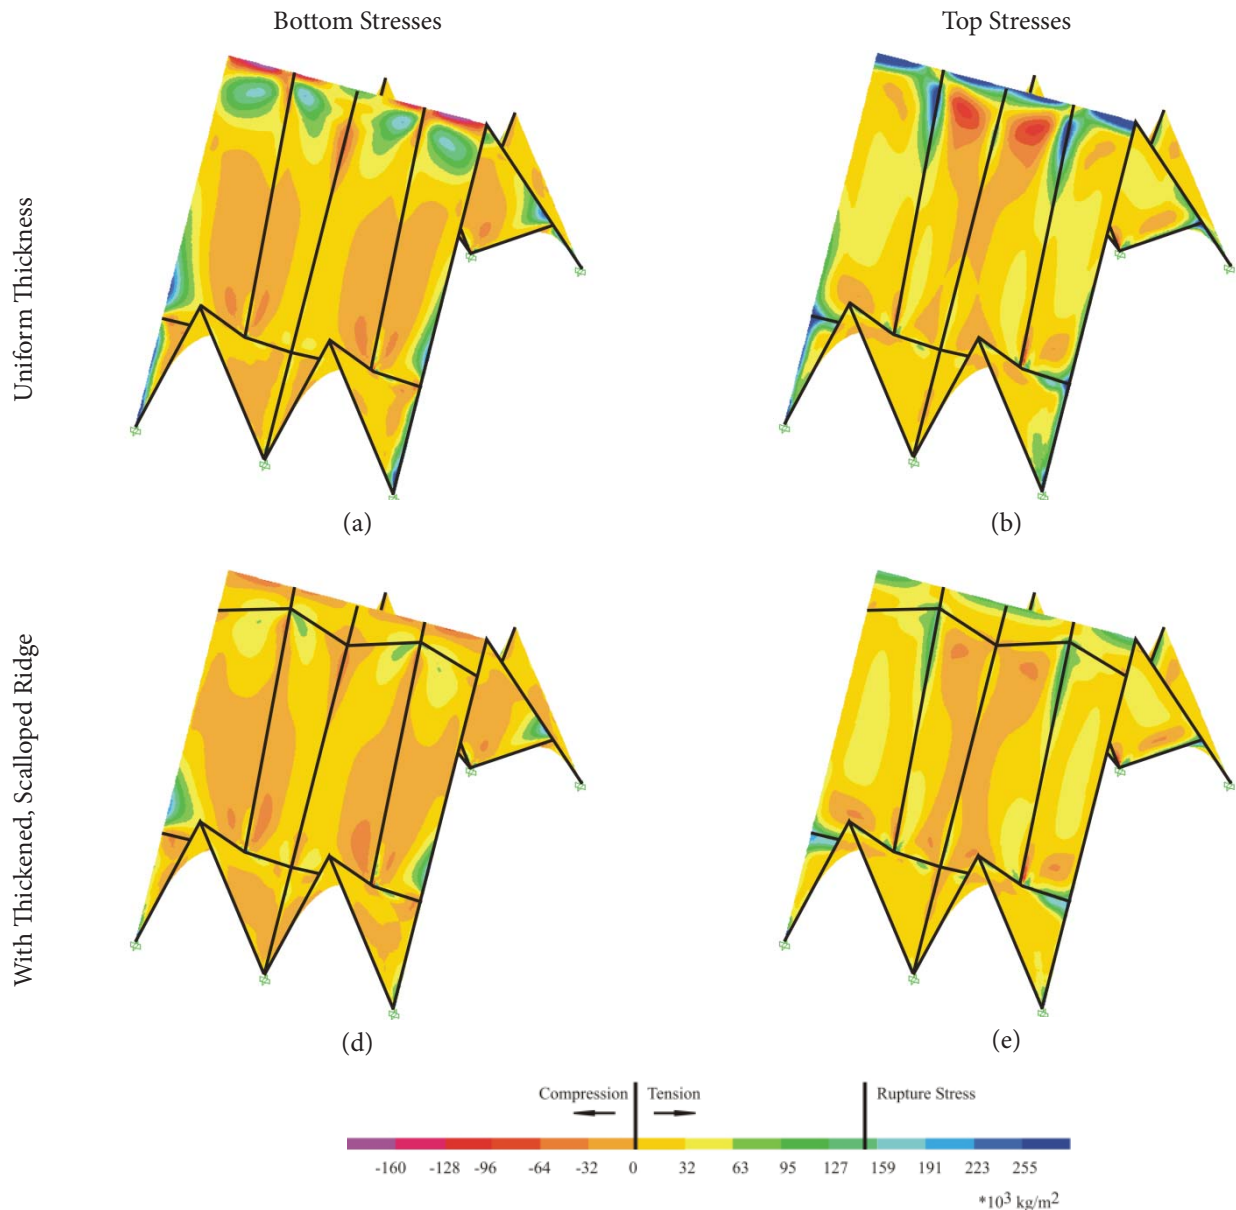 Bottom Stresses
Top Stresses
Uniform Thickness
(a)
(b)
With Thickened, Scalloped Ridge
(d)
(e)
Compression
Tension
Rupture Stress
-160 -128 -96 -64 -32 0 32 63 95 127 159 191 223 255
*10³ kg/m²